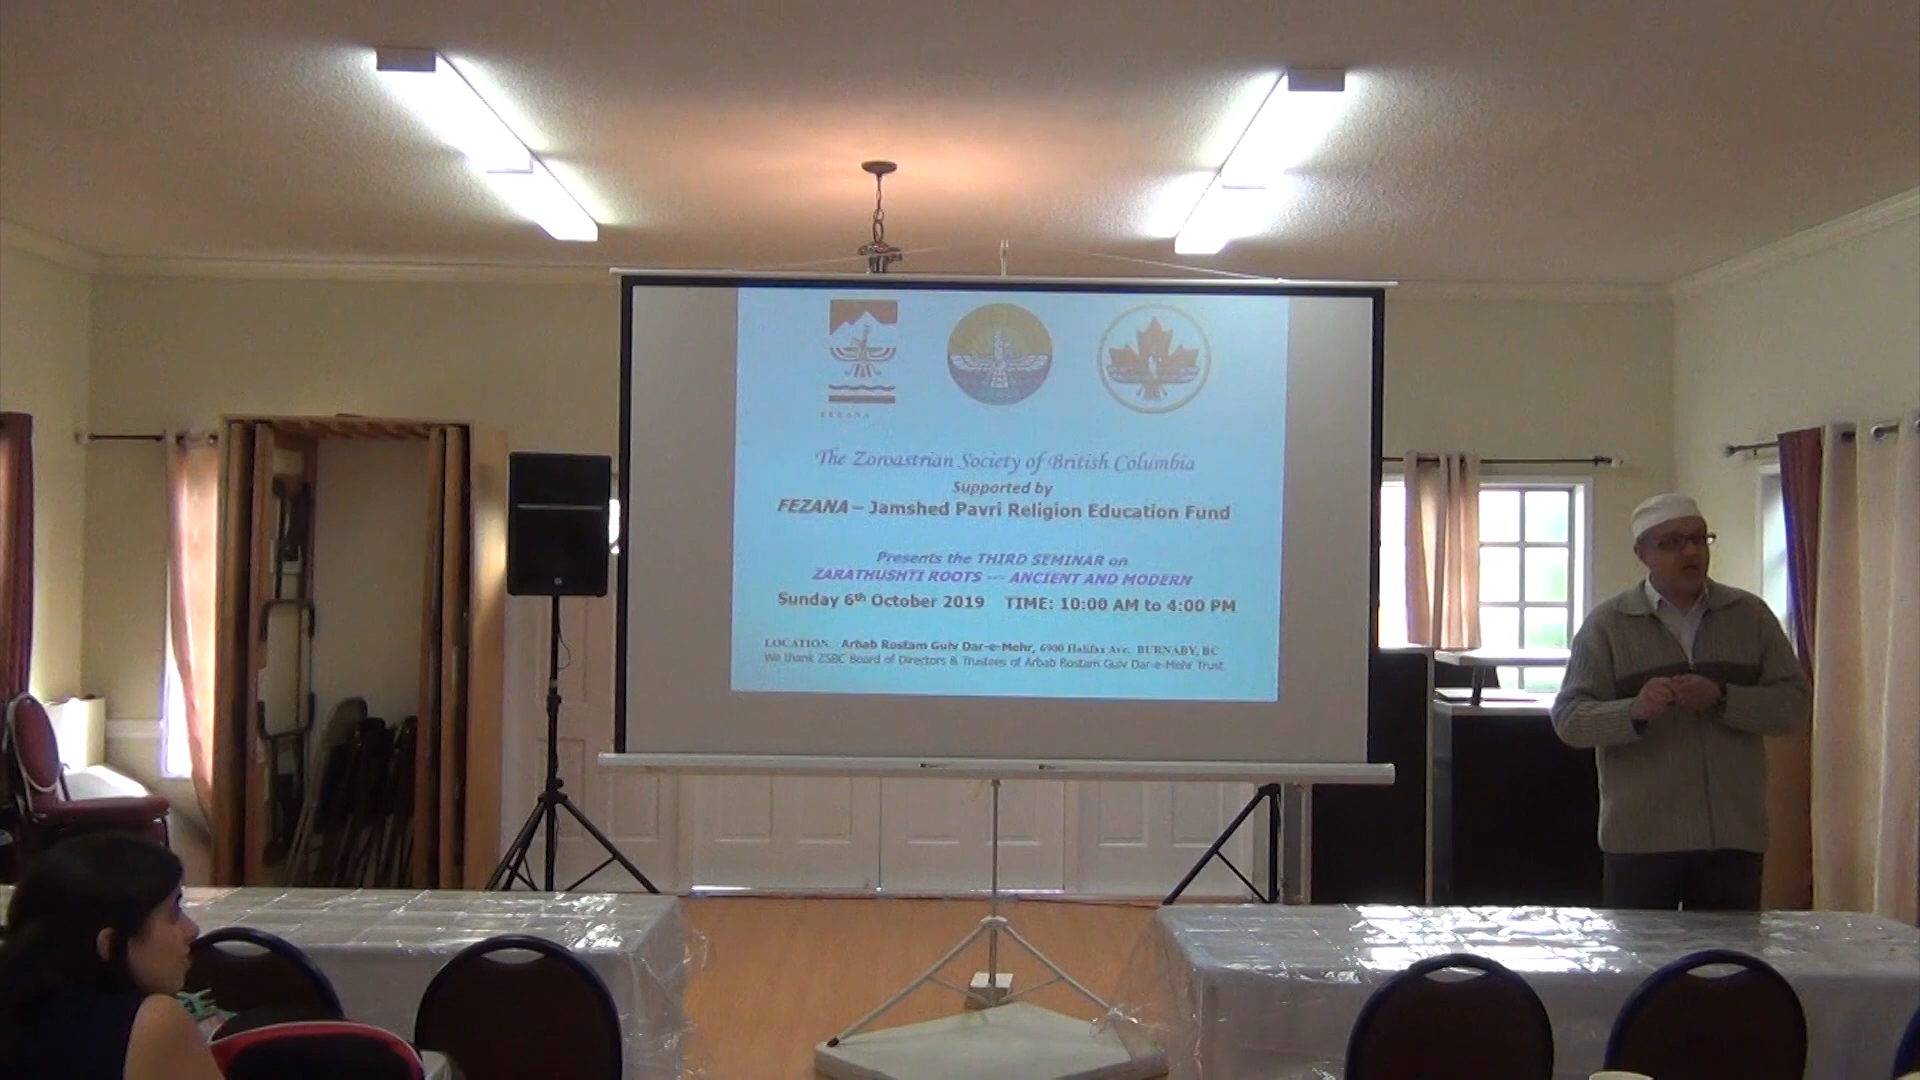 FEZANA
The Zoroastrian Society of British Columbia
Supported by
FEZANA – Jamshed Pavri Religion Education Fund
Presents the THIRD SEMINAR on
ZARATHUSHTI ROOTS --- ANCIENT AND MODERN
Sunday 6th October 2019 TIME: 10:00 AM to 4:00 PM
LOCATION Arbab Rostam Guiv Dar-e-Mehr, 6900 Halifax Ave. BURNABY, BC
We thank ZSBC Board of Directors & Trustees of Arbab Rostam Guiv Dar-e-Mehr Trust.